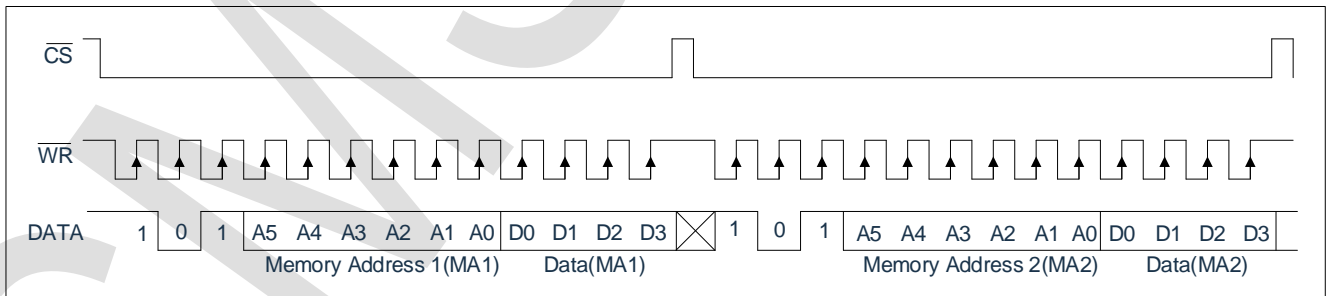 CS
WR
DATA 1 0 1 A5 A4 A3 A2 A1 A0 D0 D1 D2 D3 1 0 1 A5 A4 A3 A2 A1 A0 D0 D1 D2 D3
Memory Address 1(MA1) Data(MA1) Memory Address 2(MA2) Data(MA2)